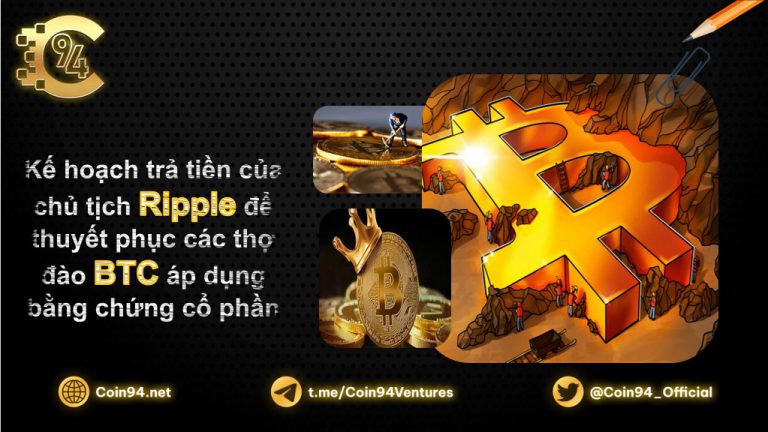 C94
Kế hoạch trả tiền của
chủ tịch Ripple để
thuyết phục các thợ
đào BTC áp dụng
bằng chứng cổ phần
Coin94.net
t.me/Coin94Ventures
@Coin94_Official